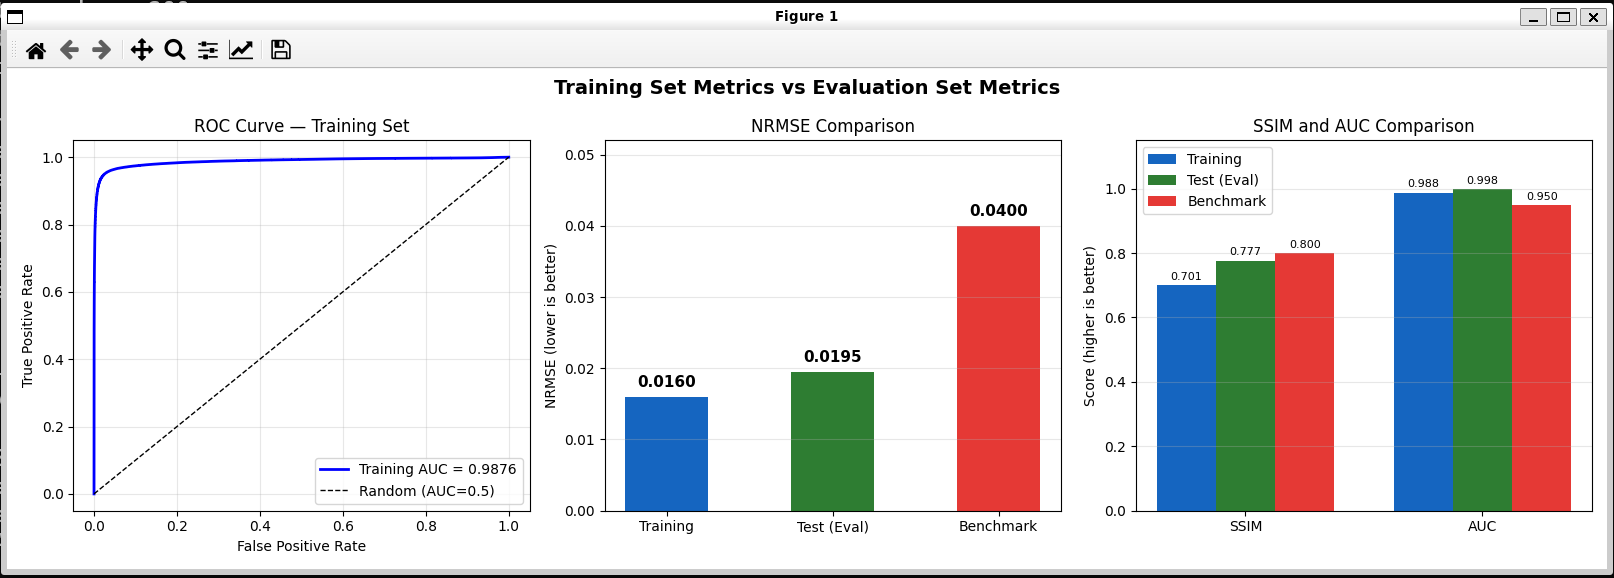 Figure 1
Training Set Metrics vs Evaluation Set Metrics
ROC Curve — Training Set
True Positive Rate
1.0
0.8
0.6
0.4
0.2
0.0
Training AUC = 0.9876
Random (AUC=0.5)
0.0 0.2 0.4 0.6 0.8 1.0
False Positive Rate
NRMSE Comparison
NRMSE (lower is better)
0.05
0.04
0.03
0.02
0.01
0.00
0.0160
0.0195
0.0400
Training Test (Eval) Benchmark
SSIM and AUC Comparison
Score (higher is better)
1.0
0.8
0.6
0.4
0.2
0.0
Training
Test (Eval)
Benchmark
0.701
0.777
0.800
0.988
0.998
0.950
SSIM AUC